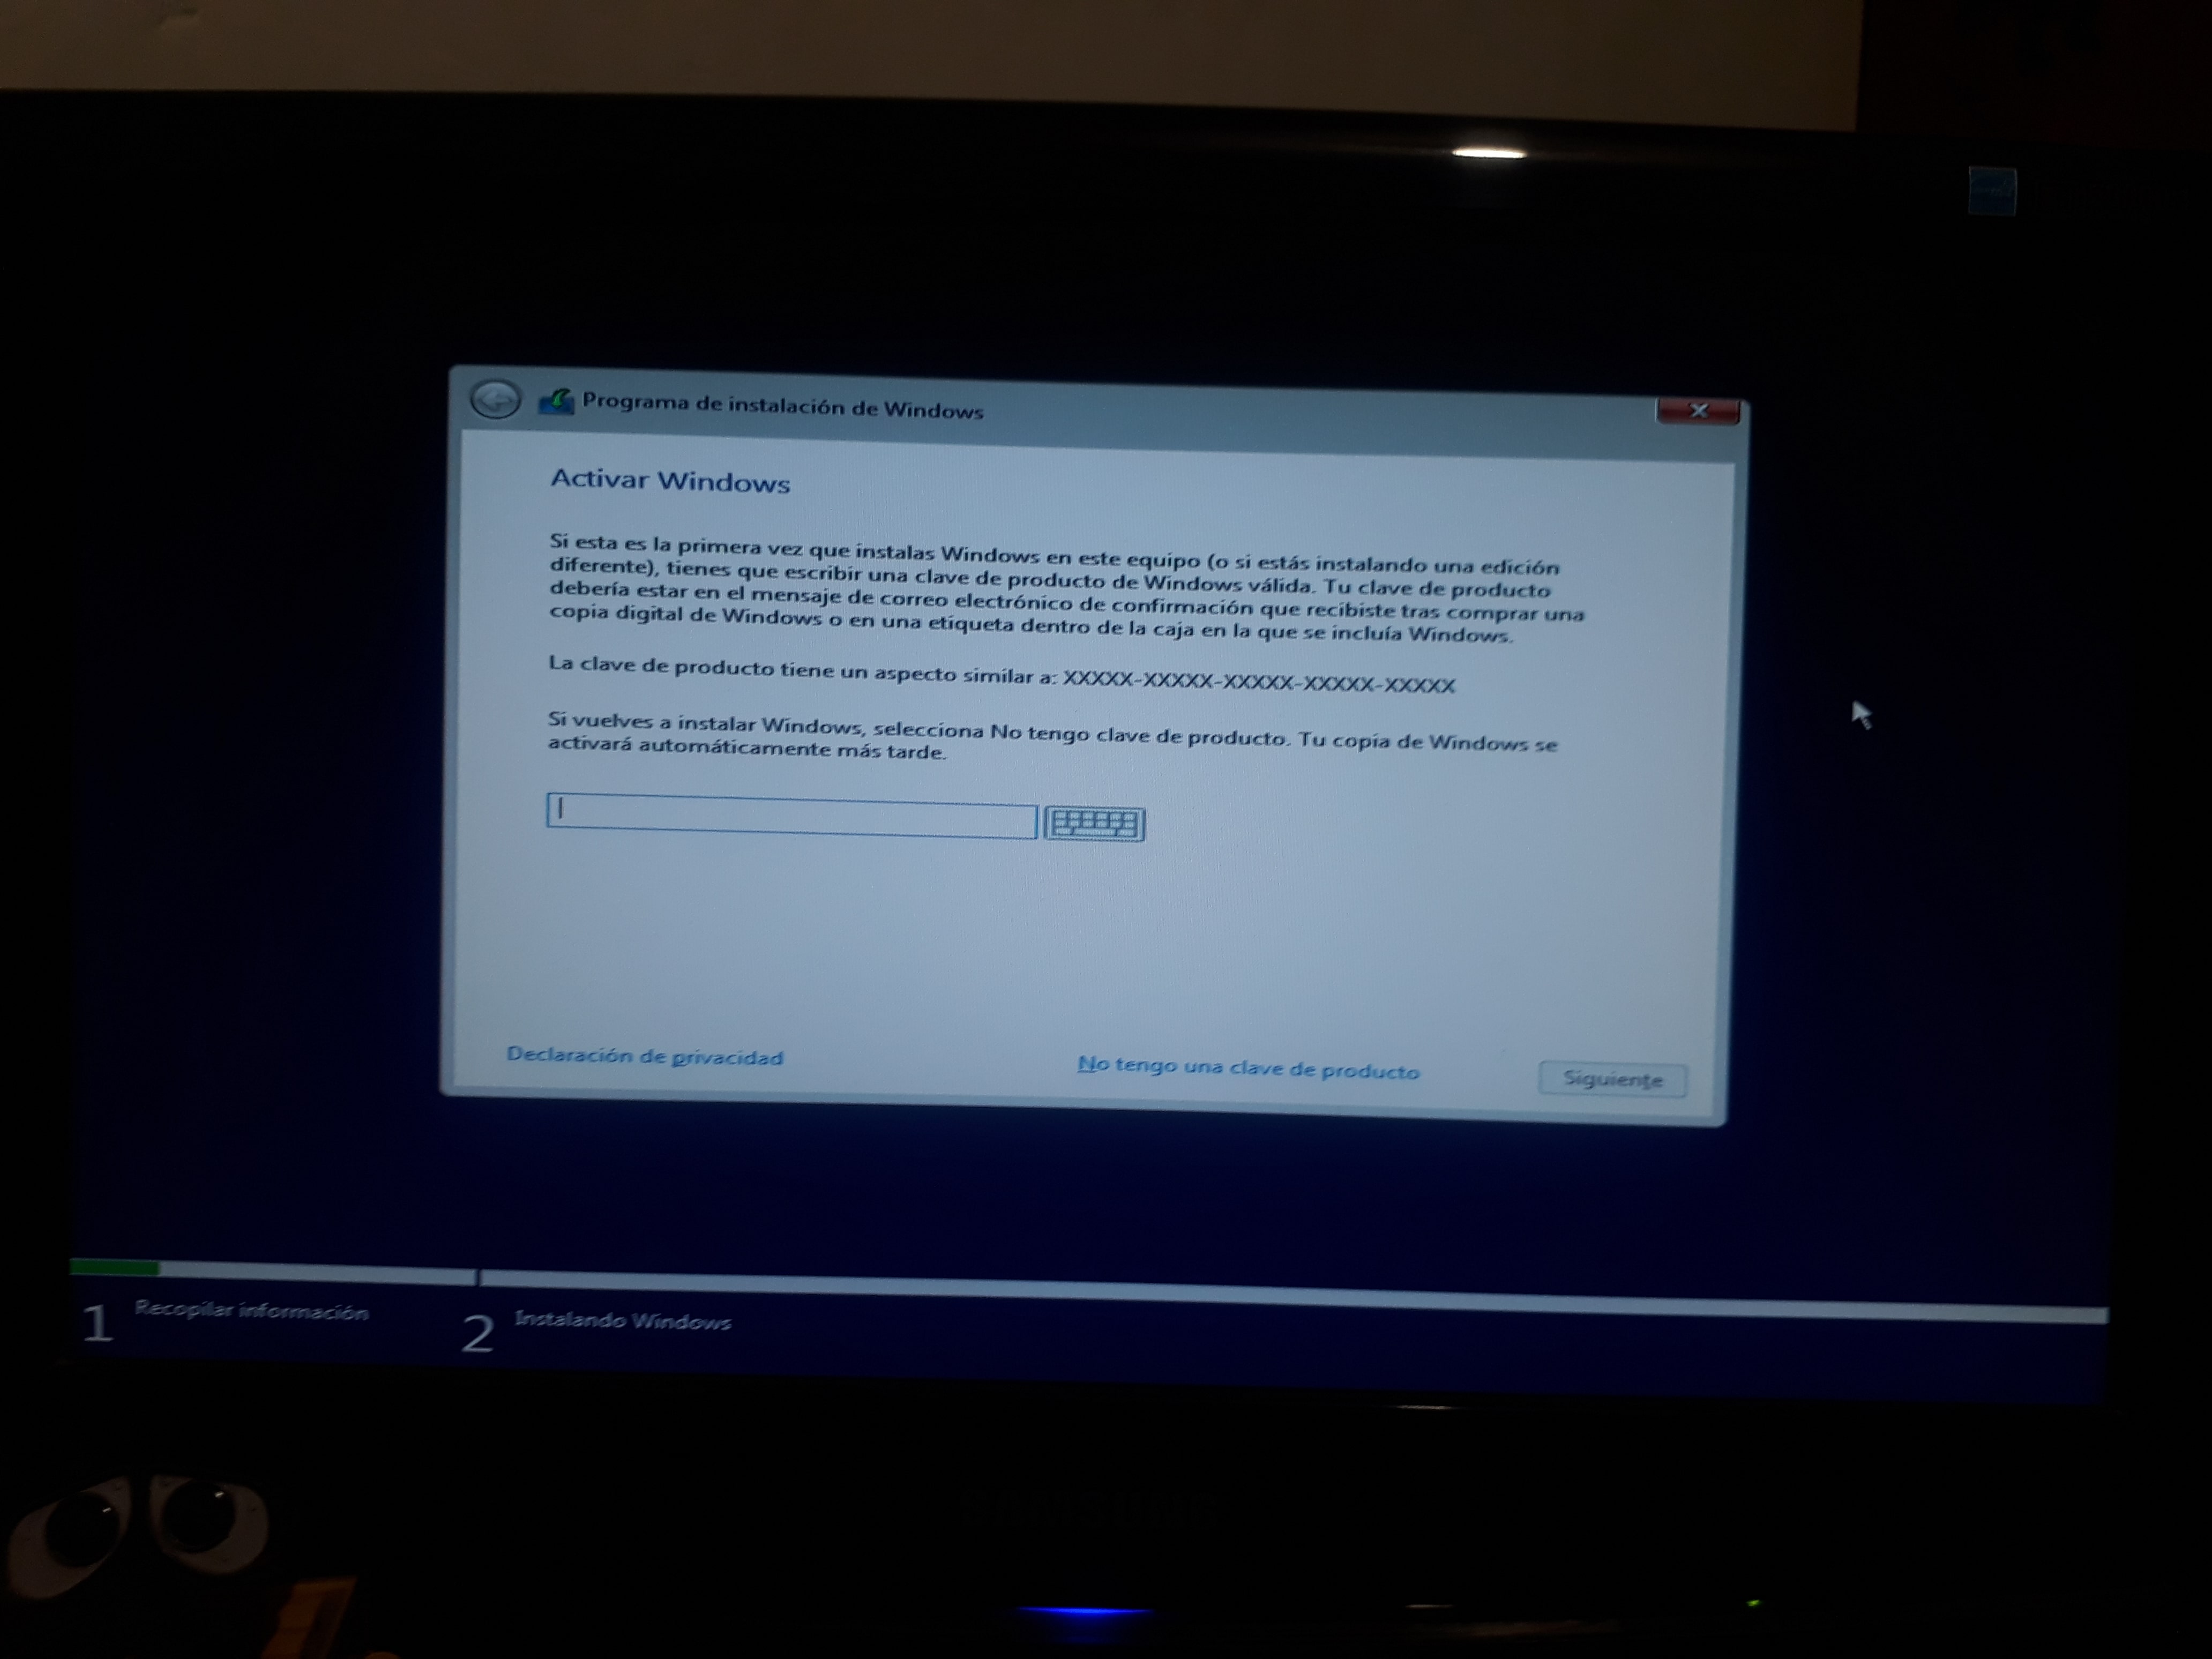 Programa de instalación de Windows
Activar Windows
Si esta es la primera vez que instalas Windows en este equipo (o si estás instalando una edición
diferente), tienes que escribir una clave de producto de Windows válida. Tu clave de producto
debería estar en el mensaje de correo electrónico de confirmación que recibiste tras comprar una
copia digital de Windows o en una etiqueta dentro de la caja en la que se incluía Windows.
La clave de producto tiene un aspecto similar a: XXXXX-XXXXX-XXXXX-XXXXX-XXXXX
Si vuelves a instalar Windows, selecciona No tengo clave de producto. Tu copia de Windows se
activará automáticamente más tarde.
Declaración de privacidad
No tengo una clave de producto
Siguiente
1 Recopilar información
2 Instalando Windows